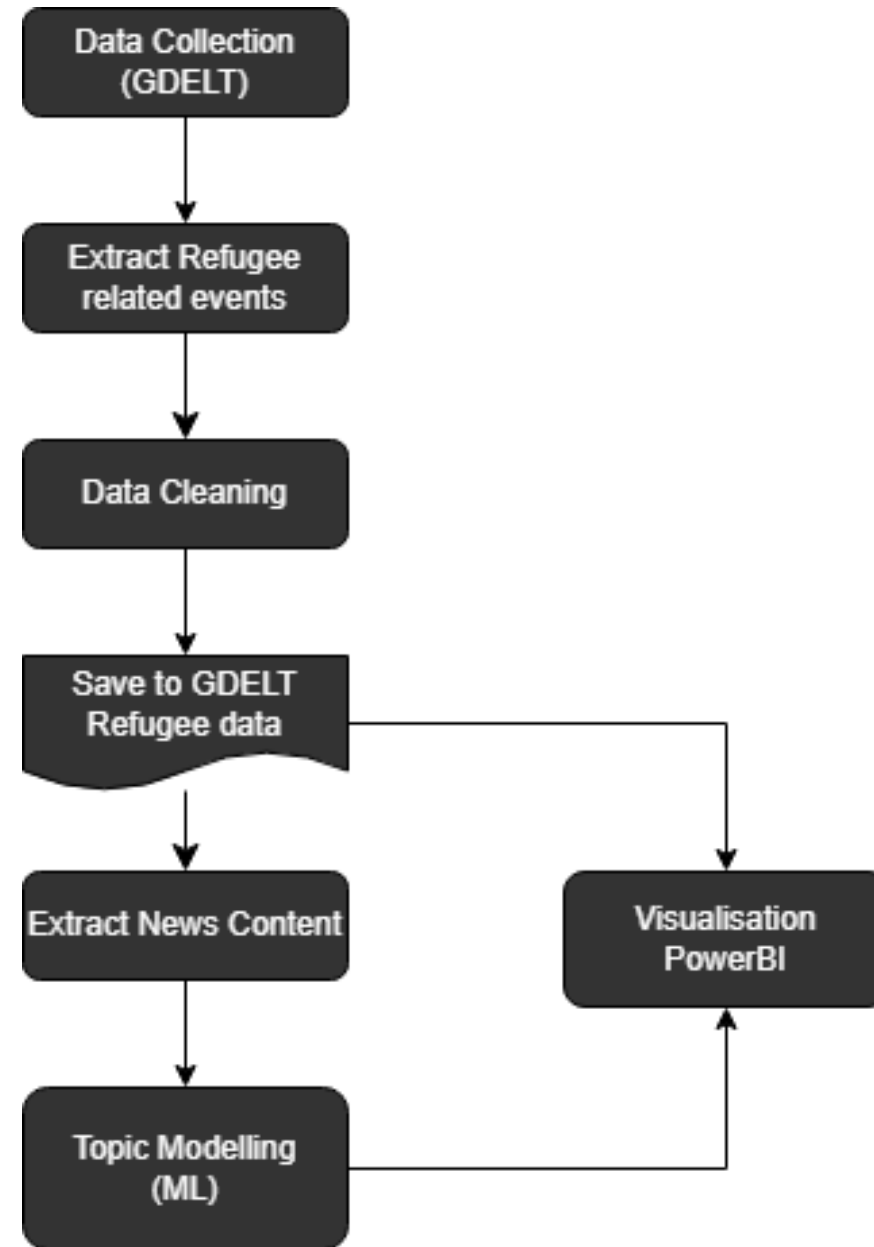 Data Collection
(GDELT)
Extract Refugee
related events
Data Cleaning
Save to GDELT
Refugee data
Extract News Content
Visualisation
PowerBI
Topic Modelling
(ML)